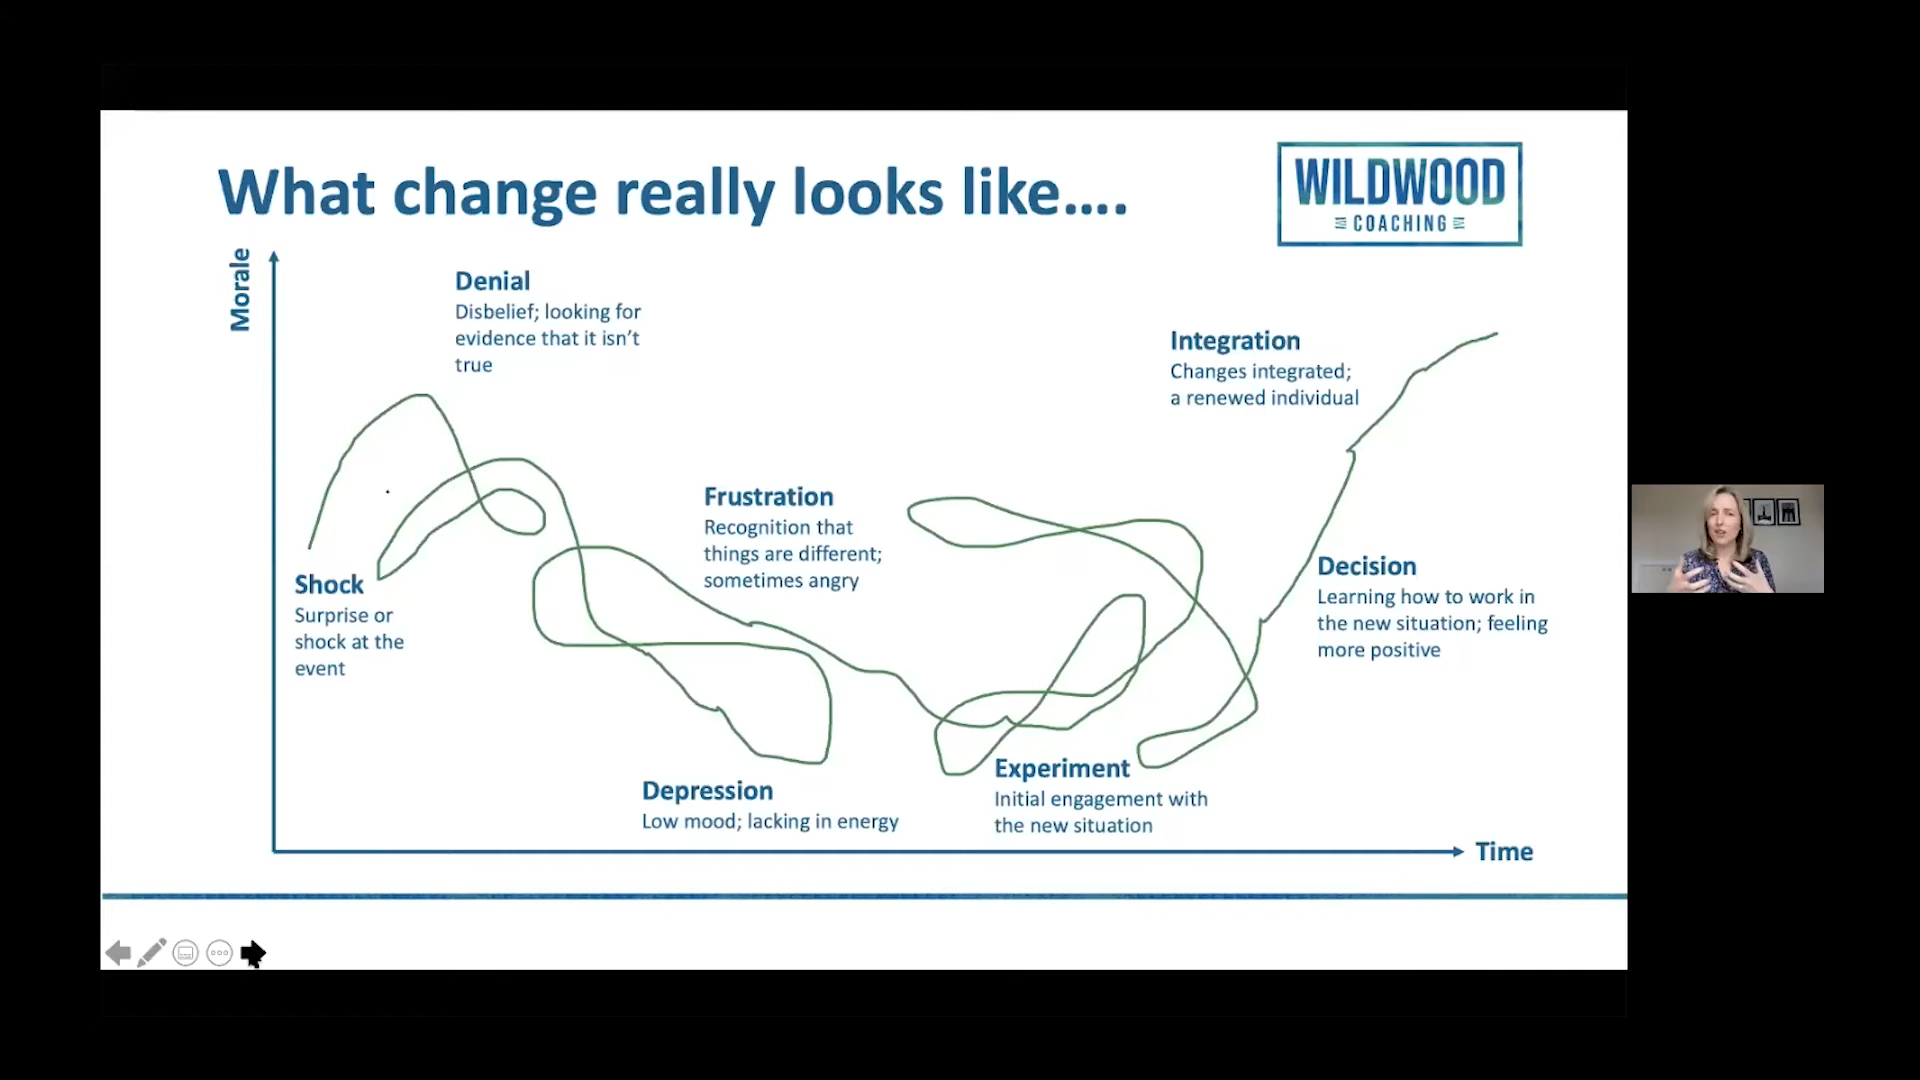 What change really looks like....
WILDWOOD
COACHING
Morale
Denial
Disbelief; looking for
evidence that it isn't
true
Integration
Changes integrated;
a renewed individual
Frustration
Recognition that
things are different;
sometimes angry
Shock
Surprise or
shock at the
event
Decision
Learning how to work in
the new situation; feeling
more positive
Depression
Low mood; lacking in energy
Experiment
Initial engagement with
the new situation
Time